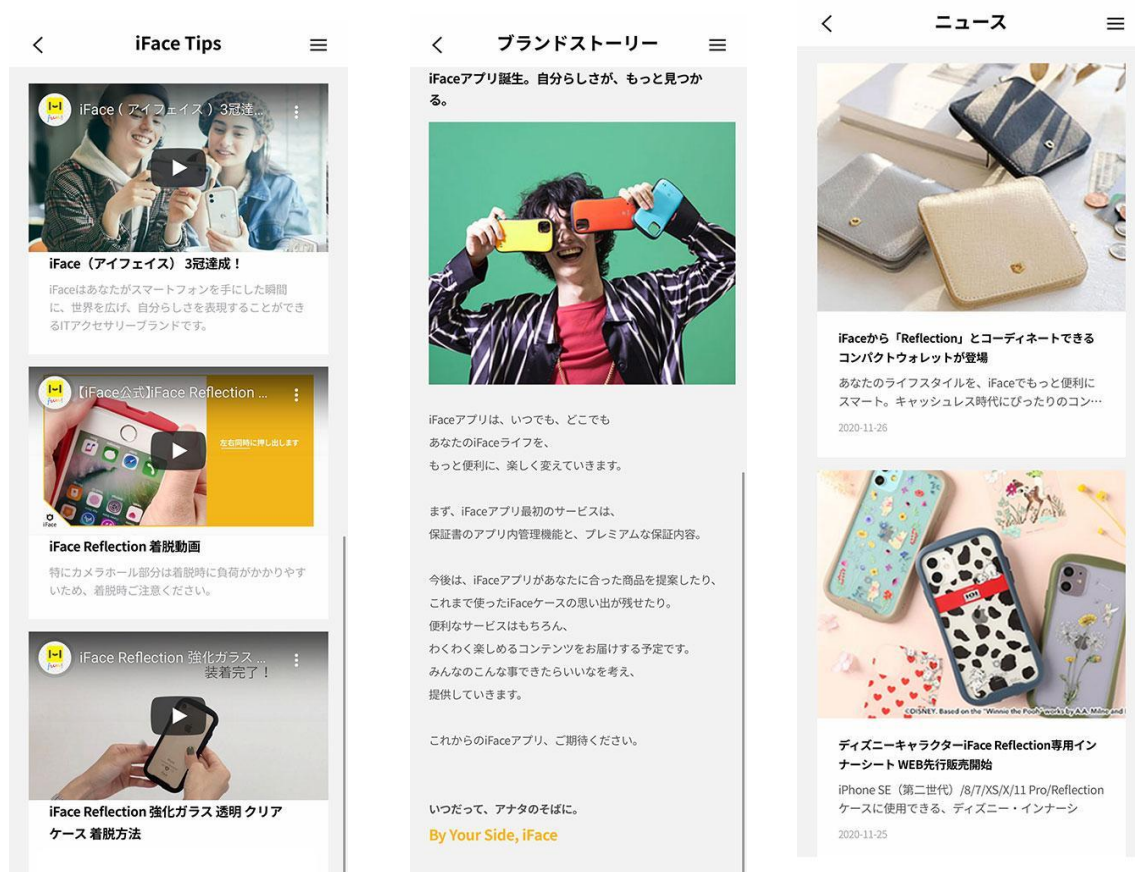 iFace Tips
iFace ( アイフェイス ) 3冠達…
iFace（アイフェイス） 3冠達成！
iFaceはあなたがスマートフォンを手にした瞬間
に、世界を広げ、自分らしさを表現することができ
るITアクセサリーブランドです。
【iFace公式】iFace Reflection ...
左右同時に押し出します
iFace
iFace Reflection 着脱動画
特にカメラホール部分は着脱時に負荷がかかりやす
いため、着脱時ご注意ください。
iFace Reflection 強化ガラス ...
装着完了！
iFace Reflection 強化ガラス 透明 クリア
ケース 着脱方法
ブランドストーリー
iFaceアプリ誕生。自分らしさが、もっと見つか
る。
iFaceアプリは、いつでも、どこでも
あなたのiFaceライフを、
もっと便利に、楽しく変えていきます。
まず、iFaceアプリ最初のサービスは、
保証書のアプリ内管理機能と、プレミアムな保証内容。
今後は、iFaceアプリがあなたに合った商品を提案したり、
これまで使ったiFaceケースの思い出が残せたり。
便利なサービスはもちろん、
わくわく楽しめるコンテンツをお届けする予定です。
みんなのこんな事できたらいいなを考え、
提供していきます。
これからのiFaceアプリ、ご期待ください。
いつだって、アナタのそばに。
By Your Side, iFace
ニュース
iFaceから「Reflection」とコーディネートできる
コンパクトウォレットが登場
あなたのライフスタイルを、iFaceでもっと便利に
スマート。キャッシュレス時代にぴったりのコン…
2020-11-26
©DISNEY. Based on the "Winnie the Pooh" works by A.A. Milne and
ディズニーキャラクターiFace Reflection専用イン
ナーシート WEB先行販売開始
iPhone SE（第二世代）/8/7/XS/X/11 Pro/Reflection
ケースに使用できる、ディズニー・インナーシ
2020-11-25